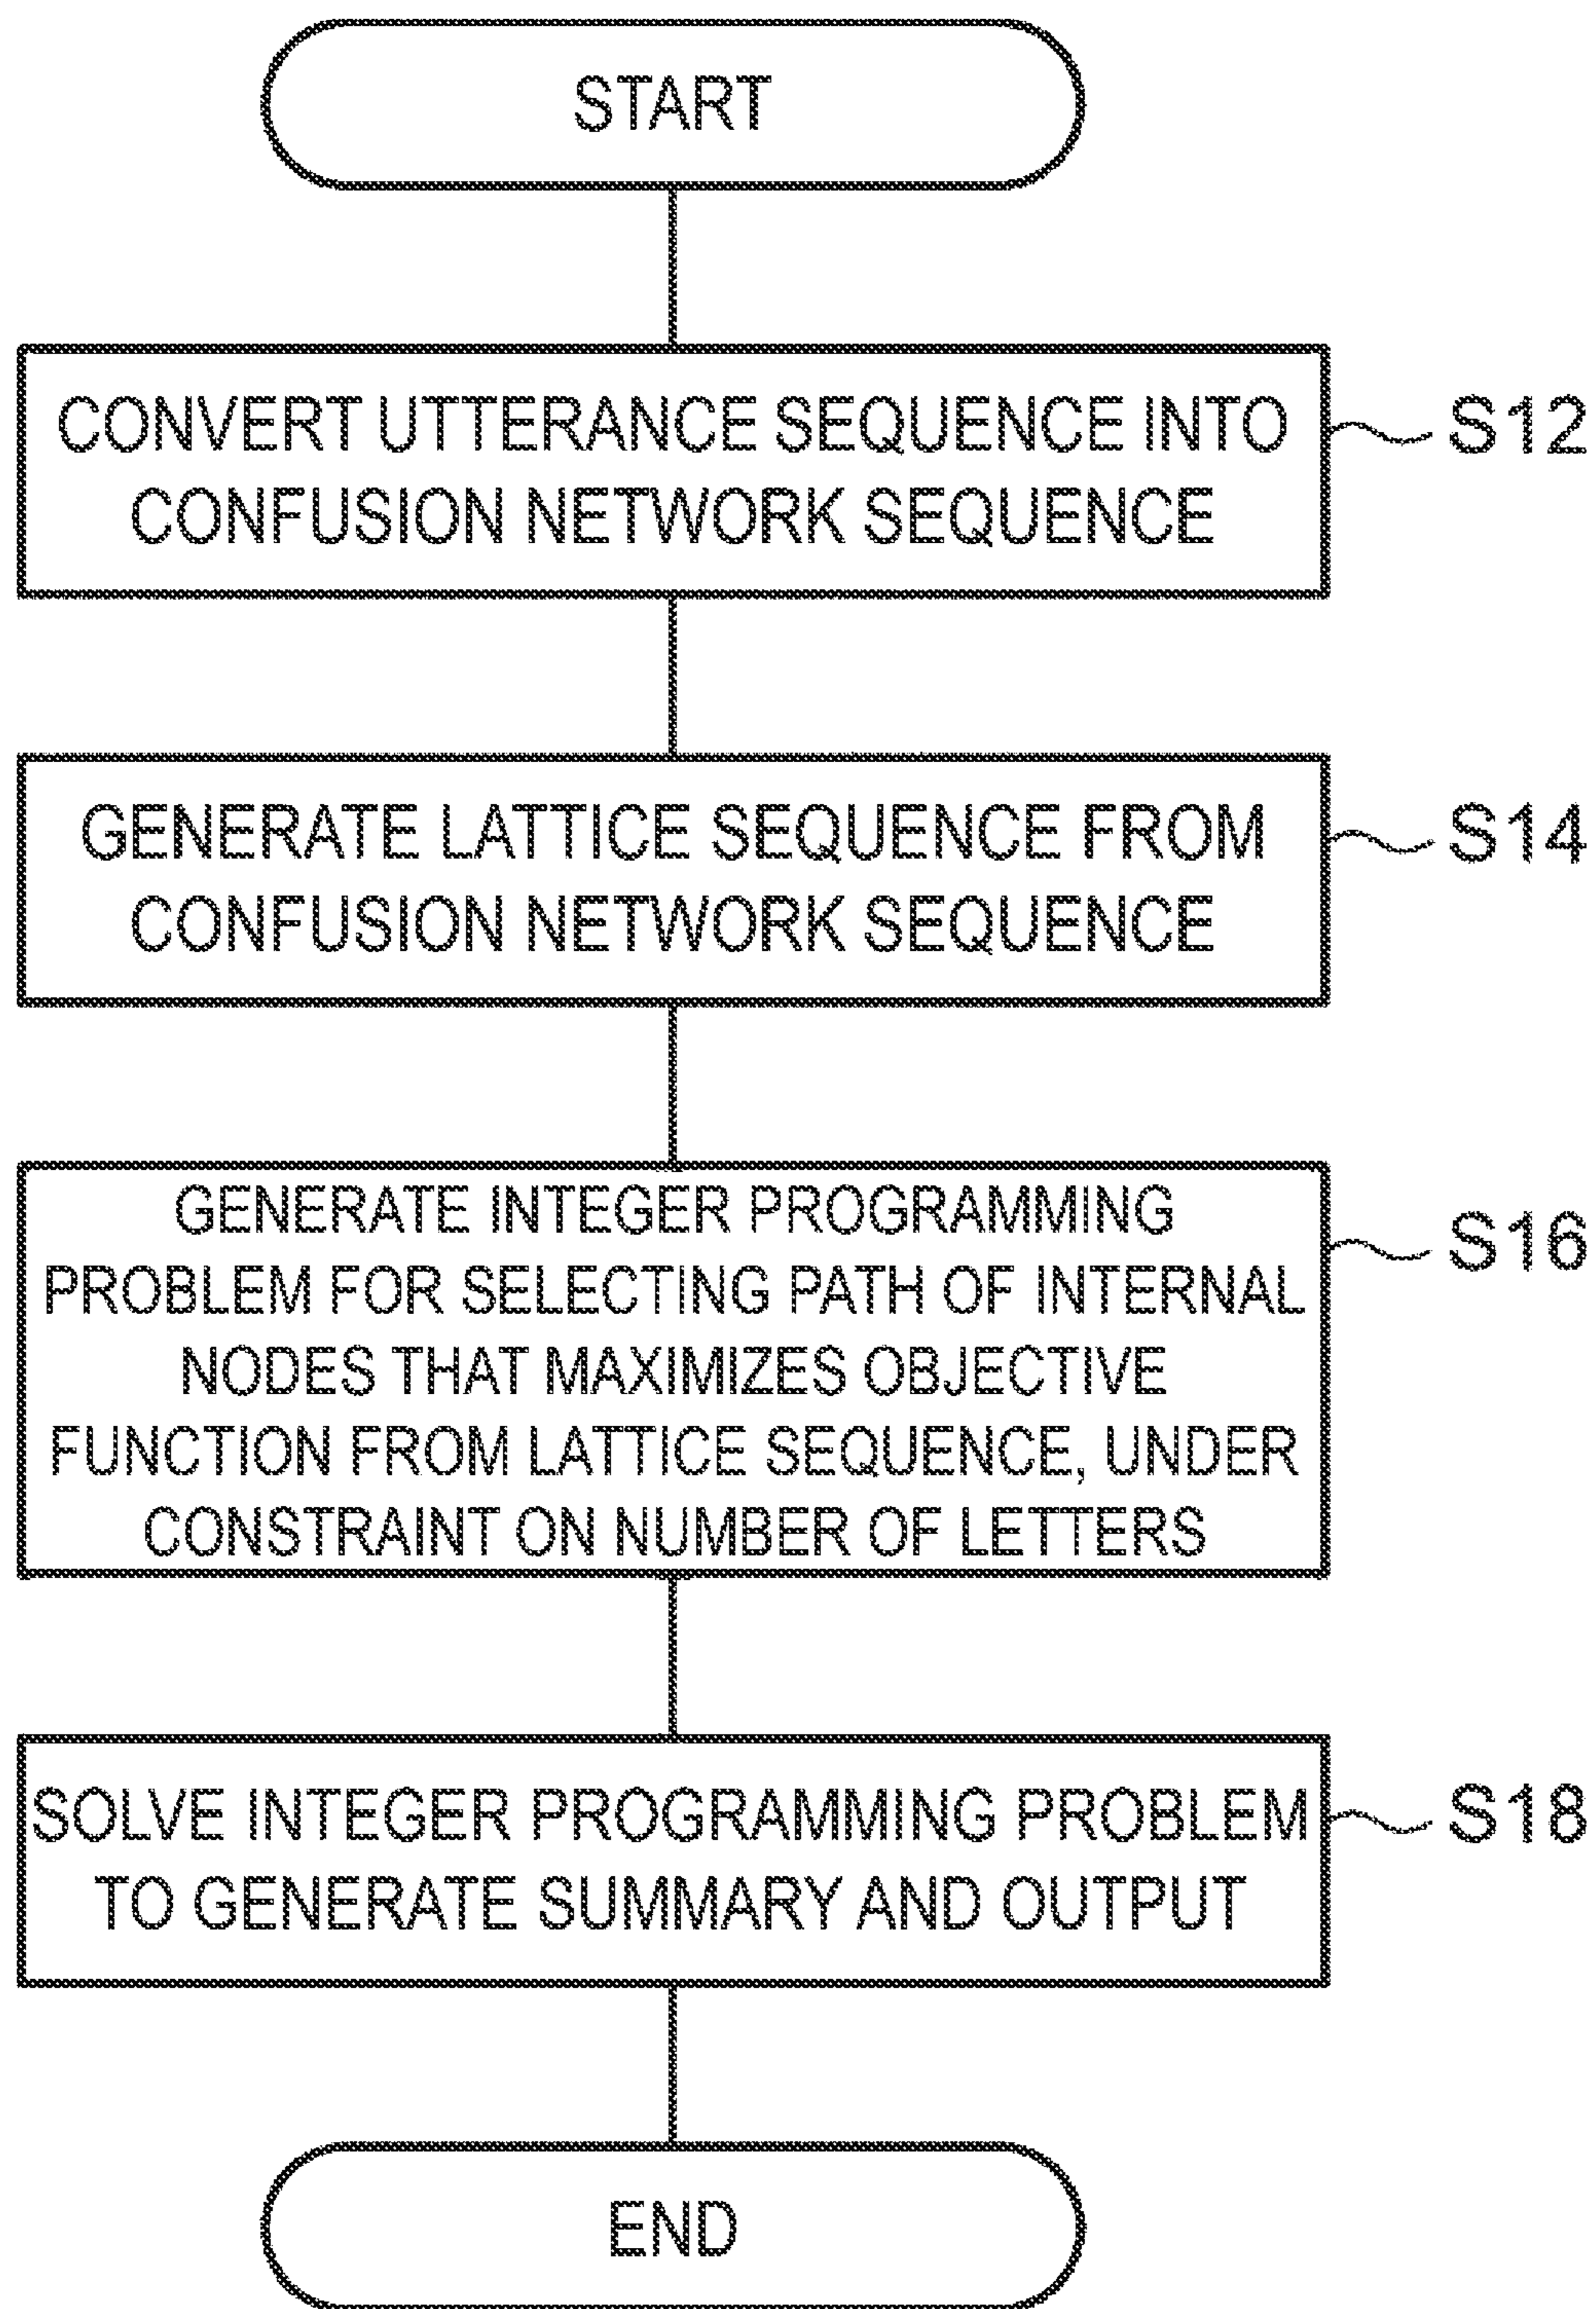 START
CONVERT UTTERANCE SEQUENCE INTO
CONFUSION NETWORK SEQUENCE
S12
GENERATE LATTICE SEQUENCE FROM
CONFUSION NETWORK SEQUENCE
S14
GENERATE INTEGER PROGRAMMING
PROBLEM FOR SELECTING PATH OF INTERNAL
NODES THAT MAXIMIZES OBJECTIVE
FUNCTION FROM LATTICE SEQUENCE, UNDER
CONSTRAINT ON NUMBER OF LETTERS
S16
SOLVE INTEGER PROGRAMMING PROBLEM
TO GENERATE SUMMARY AND OUTPUT
S18
END